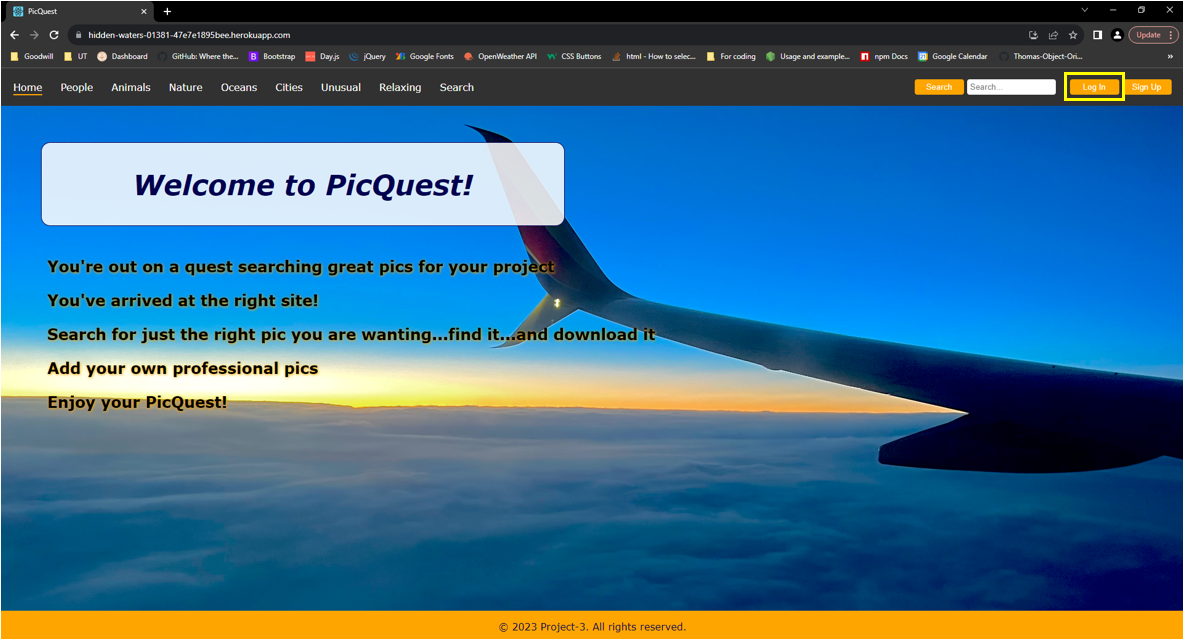 PicQuest
hidden-waters-01381-47e7e1895bee.herokuapp.com
Update
Goodwill UT Dashboard GitHub: Where the... B Bootstrap Day.js jQuery Google Fonts OpenWeather API CSS Buttons html - How to selec... For coding Usage and example... npm Docs Google Calendar Thomas-Object-Ori... »
Home People Animals Nature Oceans Cities Unusual Relaxing Search Search Search... Log In Sign Up
Welcome to PicQuest!
You're out on a quest searching great pics for your project
You've arrived at the right site!
Search for just the right pic you are wanting...find it...and download it
Add your own professional pics
Enjoy your PicQuest!
© 2023 Project-3. All rights reserved.